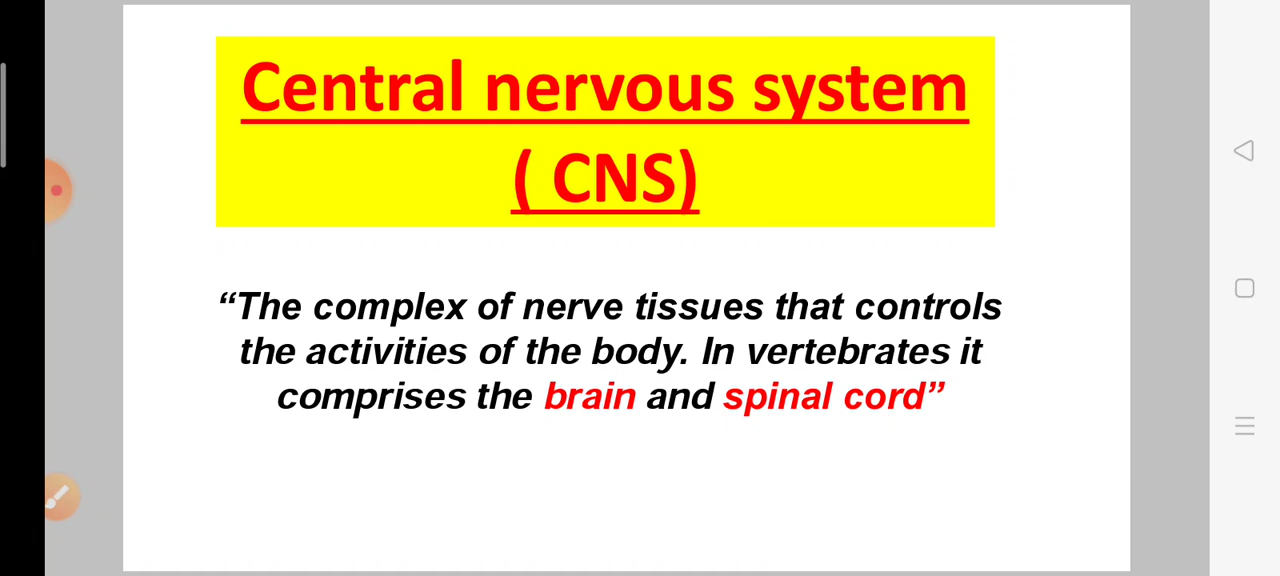 Central nervous system
( CNS)
“The complex of nerve tissues that controls
the activities of the body. In vertebrates it
comprises the brain and spinal cord”